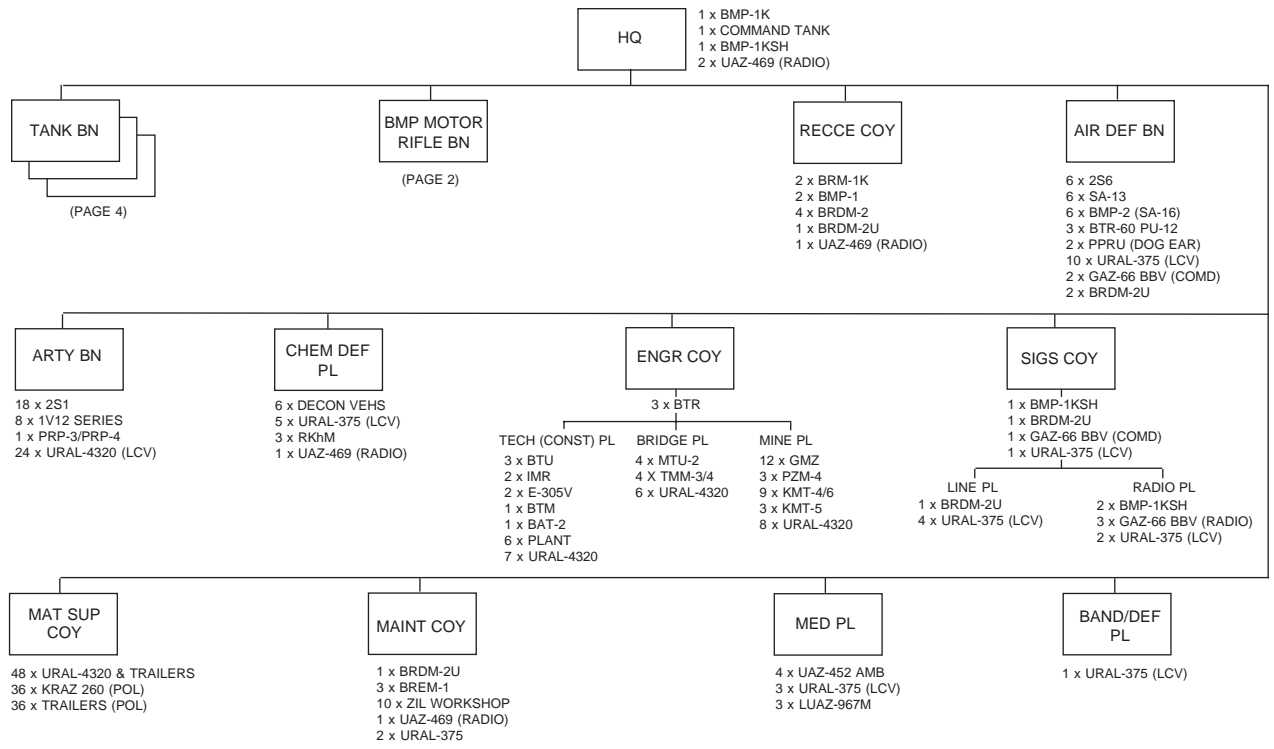 HQ
1 x BMP-1K
1 x COMMAND TANK
1 x BMP-1KSH
2 x UAZ-469 (RADIO)
TANK BN
(PAGE 4)
BMP MOTOR
RIFLE BN
(PAGE 2)
RECCE COY
2 x BRM-1K
2 x BMP-1
4 x BRDM-2
1 x BRDM-2U
1 x UAZ-469 (RADIO)
AIR DEF BN
6 x 2S6
6 x SA-13
6 x BMP-2 (SA-16)
3 x BTR-60 PU-12
2 x PPRU (DOG EAR)
10 x URAL-375 (LCV)
2 x GAZ-66 BBV (COMD)
2 x BRDM-2U
ARTY BN
18 x 2S1
8 x 1V12 SERIES
1 x PRP-3/PRP-4
24 x URAL-4320 (LCV)
CHEM DEF
PL
6 x DECON VEHS
5 x URAL-375 (LCV)
3 x RKhM
1 x UAZ-469 (RADIO)
ENGR COY
3 x BTR
TECH (CONST) PL
3 x BTU
2 x IMR
2 x E-305V
1 x BTM
1 x BAT-2
6 x PLANT
7 x URAL-4320
BRIDGE PL
4 x MTU-2
4 X TMM-3/4
6 x URAL-4320
MINE PL
12 x GMZ
3 x PZM-4
9 x KMT-4/6
3 x KMT-5
8 x URAL-4320
SIGS COY
1 x BMP-1KSH
1 x BRDM-2U
1 x GAZ-66 BBV (COMD)
1 x URAL-375 (LCV)
LINE PL
1 x BRDM-2U
4 x URAL-375 (LCV)
RADIO PL
2 x BMP-1KSH
3 x GAZ-66 BBV (RADIO)
2 x URAL-375 (LCV)
MAT SUP
COY
48 x URAL-4320 & TRAILERS
36 x KRAZ 260 (POL)
36 x TRAILERS (POL)
MAINT COY
1 x BRDM-2U
3 x BREM-1
10 x ZIL WORKSHOP
1 x UAZ-469 (RADIO)
2 x URAL-375
MED PL
4 x UAZ-452 AMB
3 x URAL-375 (LCV)
3 x LUAZ-967M
BAND/DEF
PL
1 x URAL-375 (LCV)